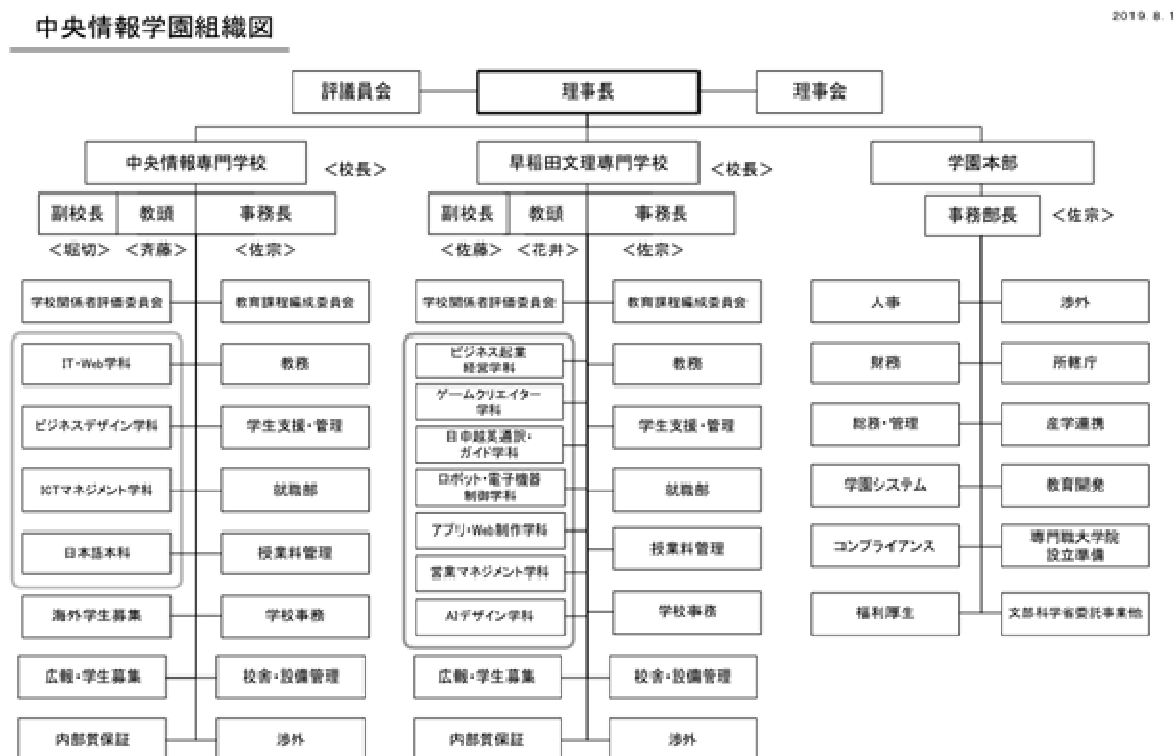 2019.8.1
中央情報学園組織図
評議員会
理事長
理事会
中央情報専門学校
<校長>
副校長
教頭
事務長
<堀切>
<斉藤>
<佐宗>
学校関係者評価委員会
教育課程編成委員会
IT・Web学科
教務
ビジネスデザイン学科
学生支援・管理
ICTマネジメント学科
就職部
日本語本科
授業料管理
海外学生募集
学校事務
広報・学生募集
校舎・設備管理
内部質保証
渉外
早稲田文理専門学校
<校長>
副校長
教頭
事務長
<佐藤>
<花井>
<佐宗>
学校関係者評価委員会
教育課程編成委員会
ビジネス起業
経営学科
教務
ゲームクリエイター
学科
学生支援・管理
日中越英通訳・
ガイド学科
ロボット・電子機器
制御学科
就職部
アプリ・Web制作学科
授業料管理
営業マネジメント学科
AIデザイン学科
学校事務
広報・学生募集
校舎・設備管理
内部質保証
渉外
学園本部
事務部長
<佐宗>
人事
渉外
財務
所轄庁
総務・管理
産学連携
学園システム
教育開発
コンプライアンス
専門職大学院
設立準備
福利厚生
文部科学省委託事業他